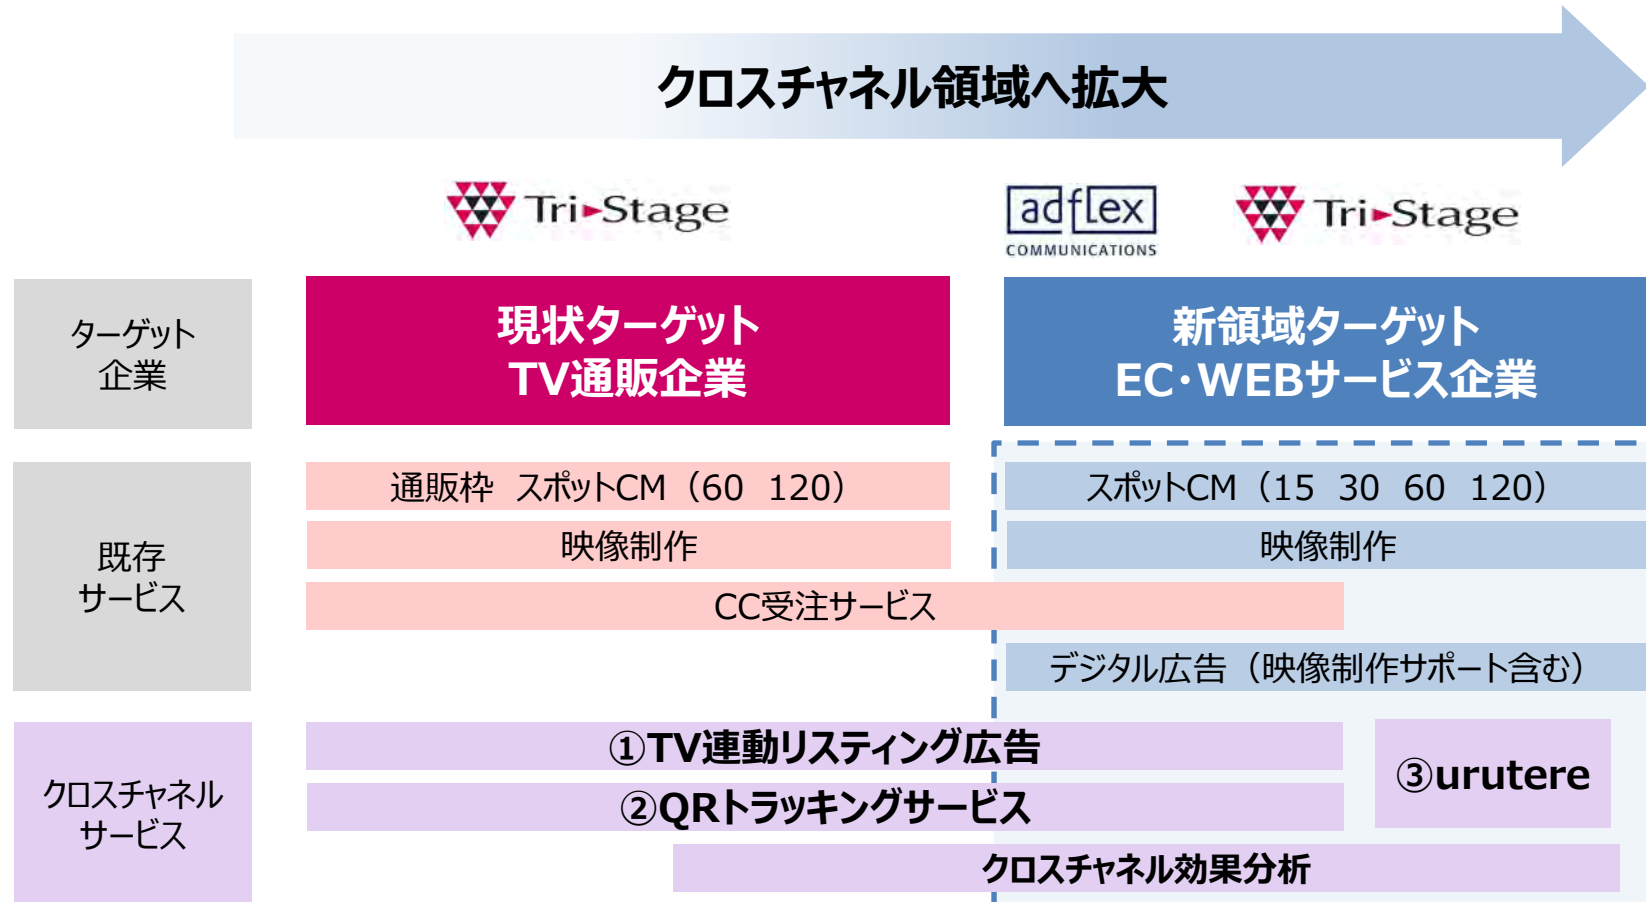 クロスチャネル領域へ拡大
Tri-Stage
adflex
COMMUNICATIONS
Tri-Stage
ターゲット
企業
現状ターゲット
TV通販企業
新領域ターゲット
EC・WEBサービス企業
既存
サービス
通販枠 スポットCM（60 120）
スポットCM（15 30 60 120）
映像制作
映像制作
CC受注サービス
デジタル広告（映像制作サポート含む）
クロスチャネル
サービス
①TV連動リスティング広告
②QRトラッキングサービス
③urutere
クロスチャネル効果分析